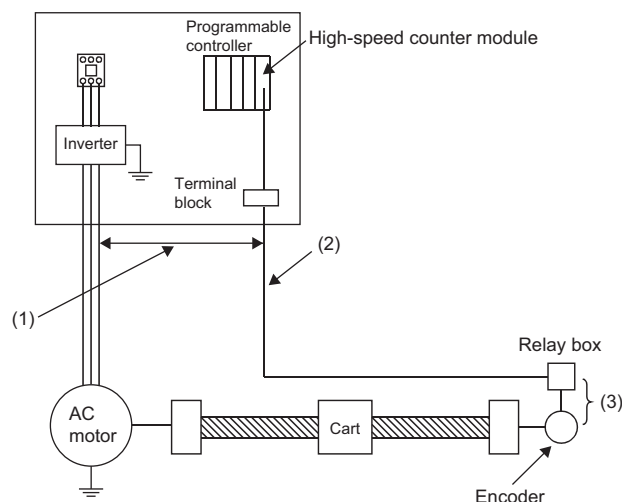 Programmable
controller
High-speed counter module
Inverter
Terminal
block
(1)
(2)
Relay box
(3)
AC
motor
Cart
Encoder